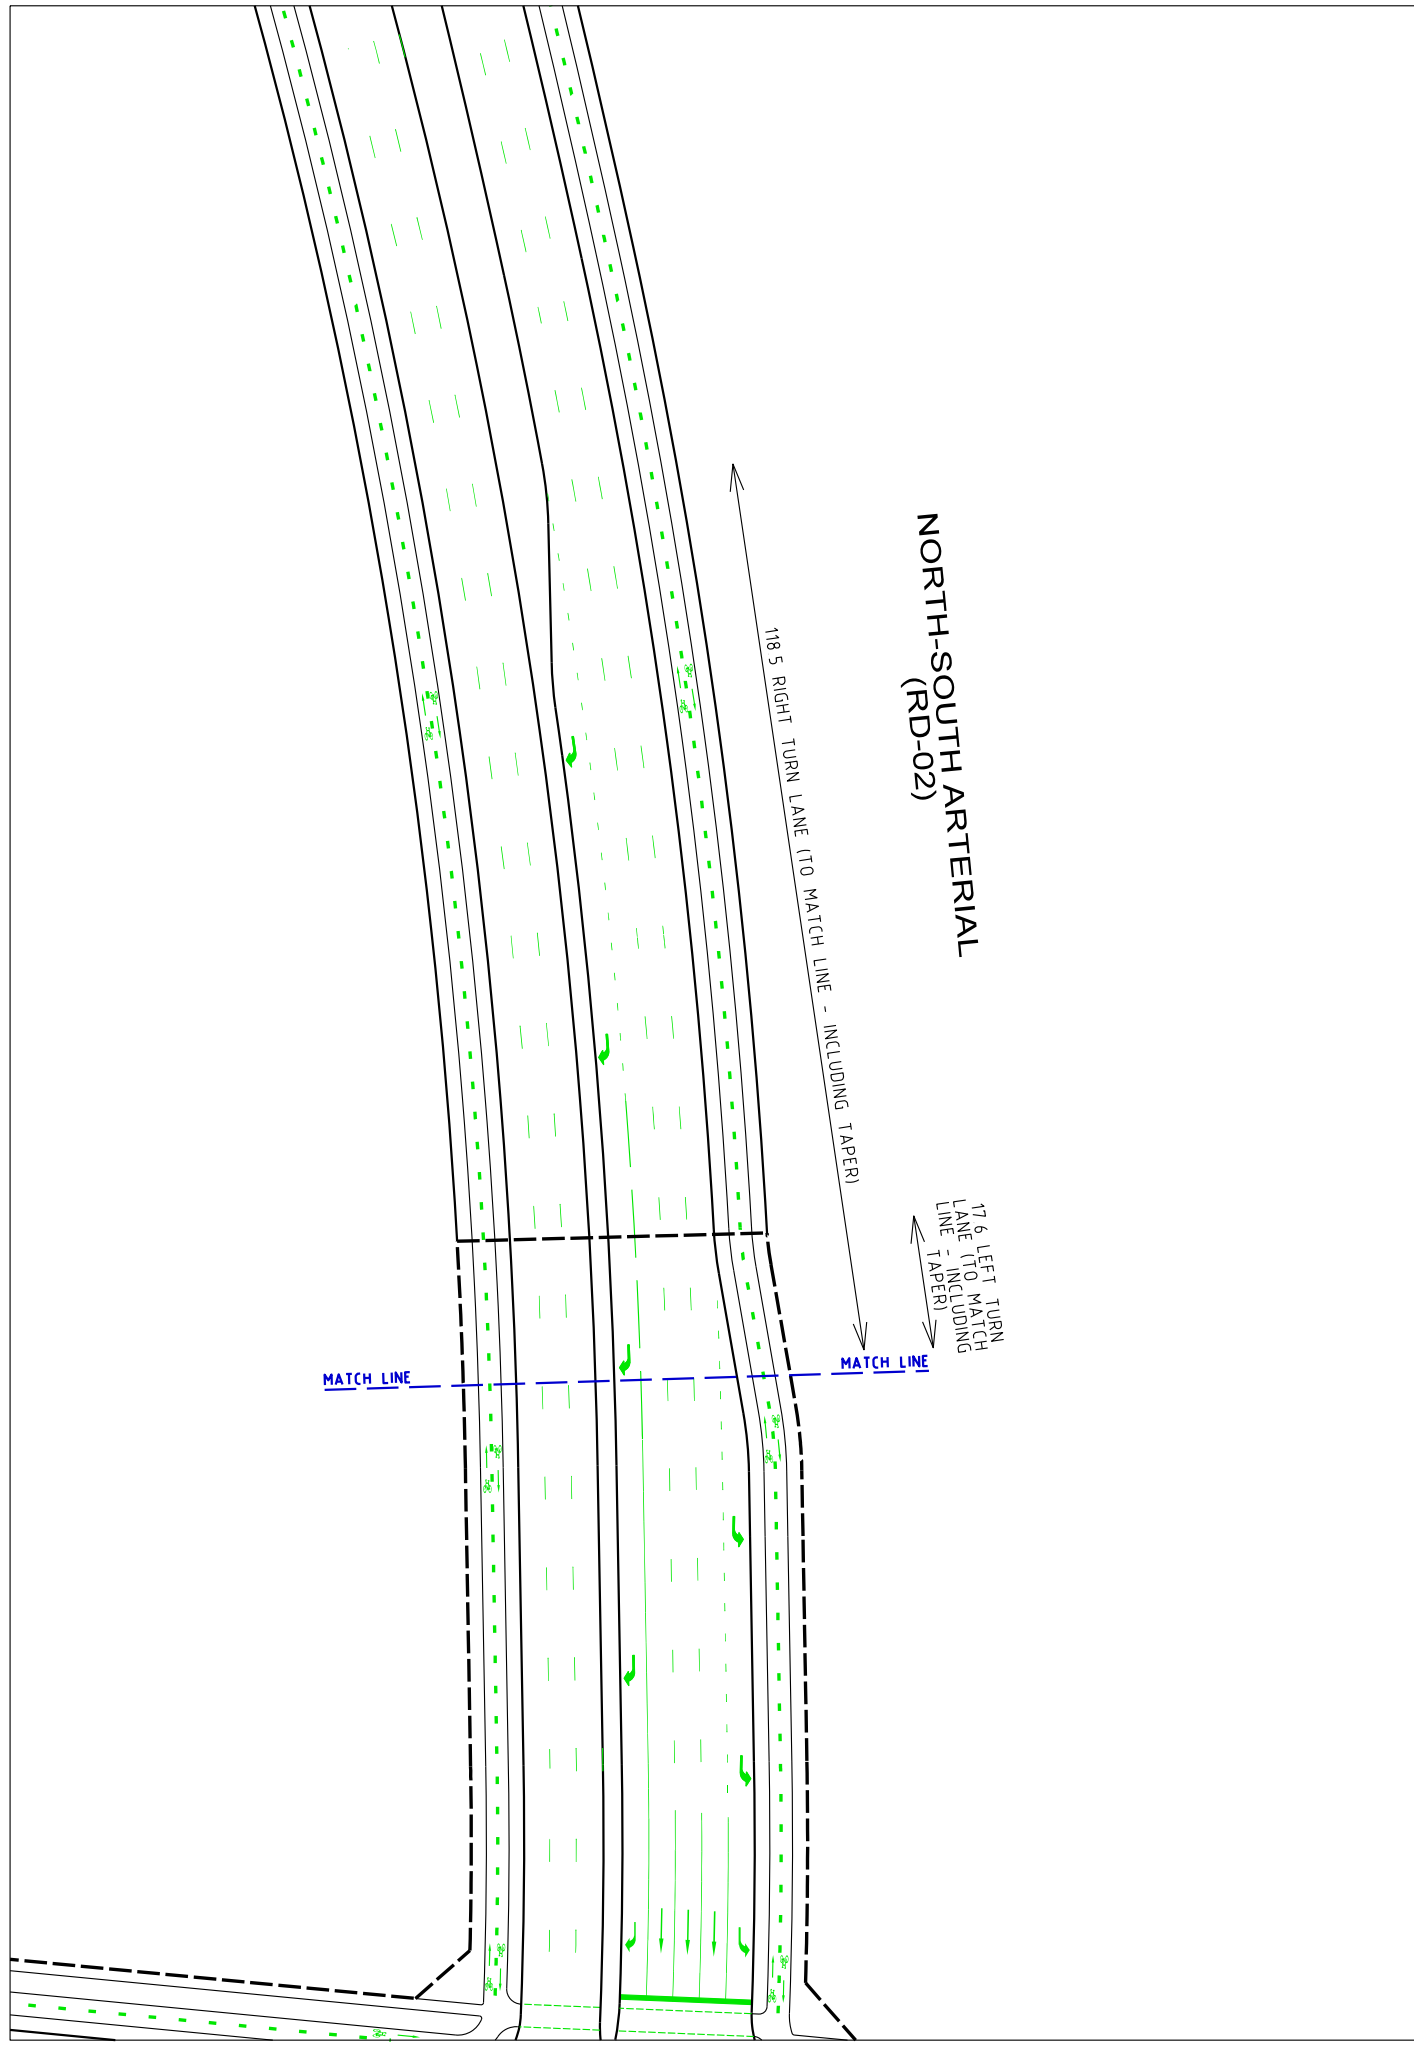 NORTH-SOUTH ARTERIAL
(RD-02)
118 5 RIGHT TURN LANE (TO MATCH LINE - INCLUDING TAPER)
17 6 LEFT TURN
LANE (TO MATCH
LINE - INCLUDING
TAPER)
MATCH LINE
MATCH LINE